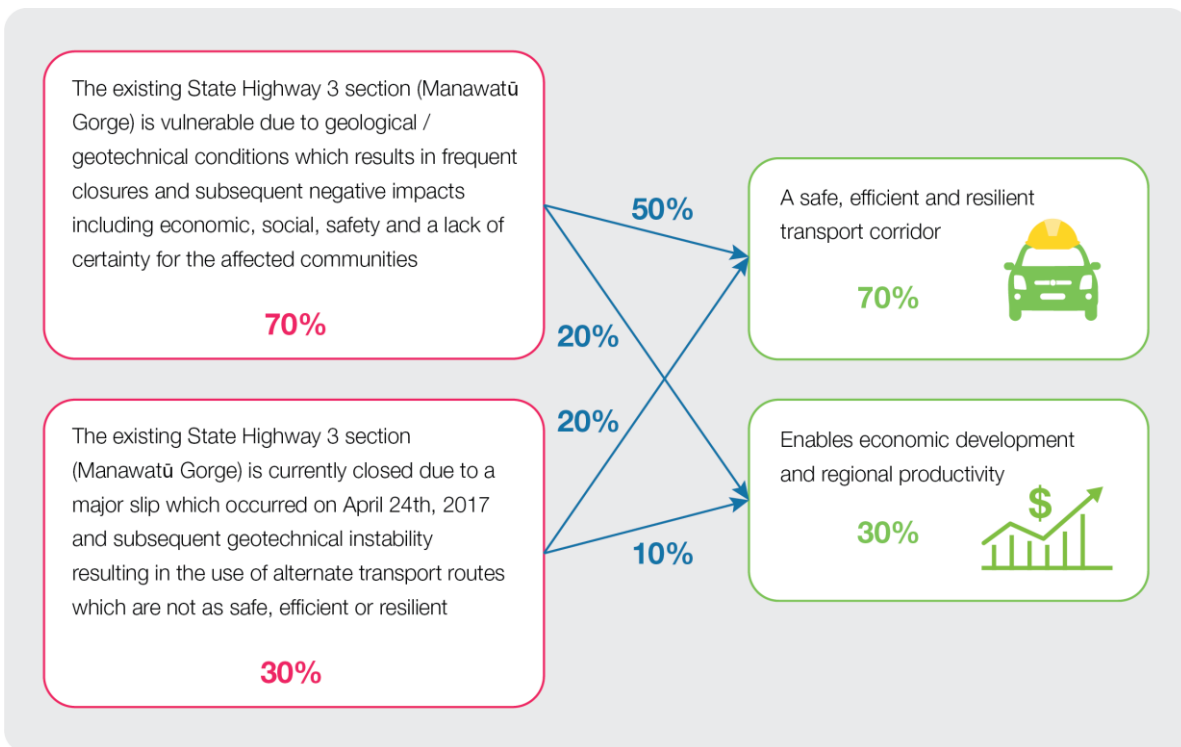 The existing State Highway 3 section (Manawatū
Gorge) is vulnerable due to geological /
geotechnical conditions which results in frequent
closures and subsequent negative impacts
including economic, social, safety and a lack of
certainty for the affected communities
70%
The existing State Highway 3 section
(Manawatū Gorge) is currently closed due to a
major slip which occurred on April 24th, 2017
and subsequent geotechnical instability
resulting in the use of alternate transport routes
which are not as safe, efficient or resilient
30%
50%
20%
20%
10%
A safe, efficient and resilient
transport corridor
70%
Enables economic development
and regional productivity
$
30%